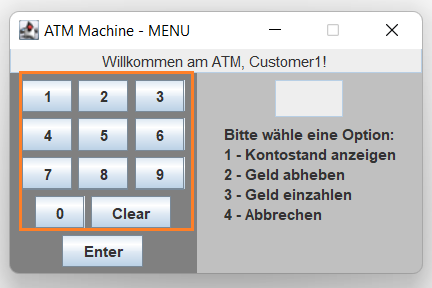 ATM Machine - MENU
Willkommen am ATM, Customer1!
1 2 3
4 5 6
7 8 9
0 Clear
Enter
Bitte wähle eine Option:
1 - Kontostand anzeigen
2 - Geld abheben
3 - Geld einzahlen
4 - Abbrechen